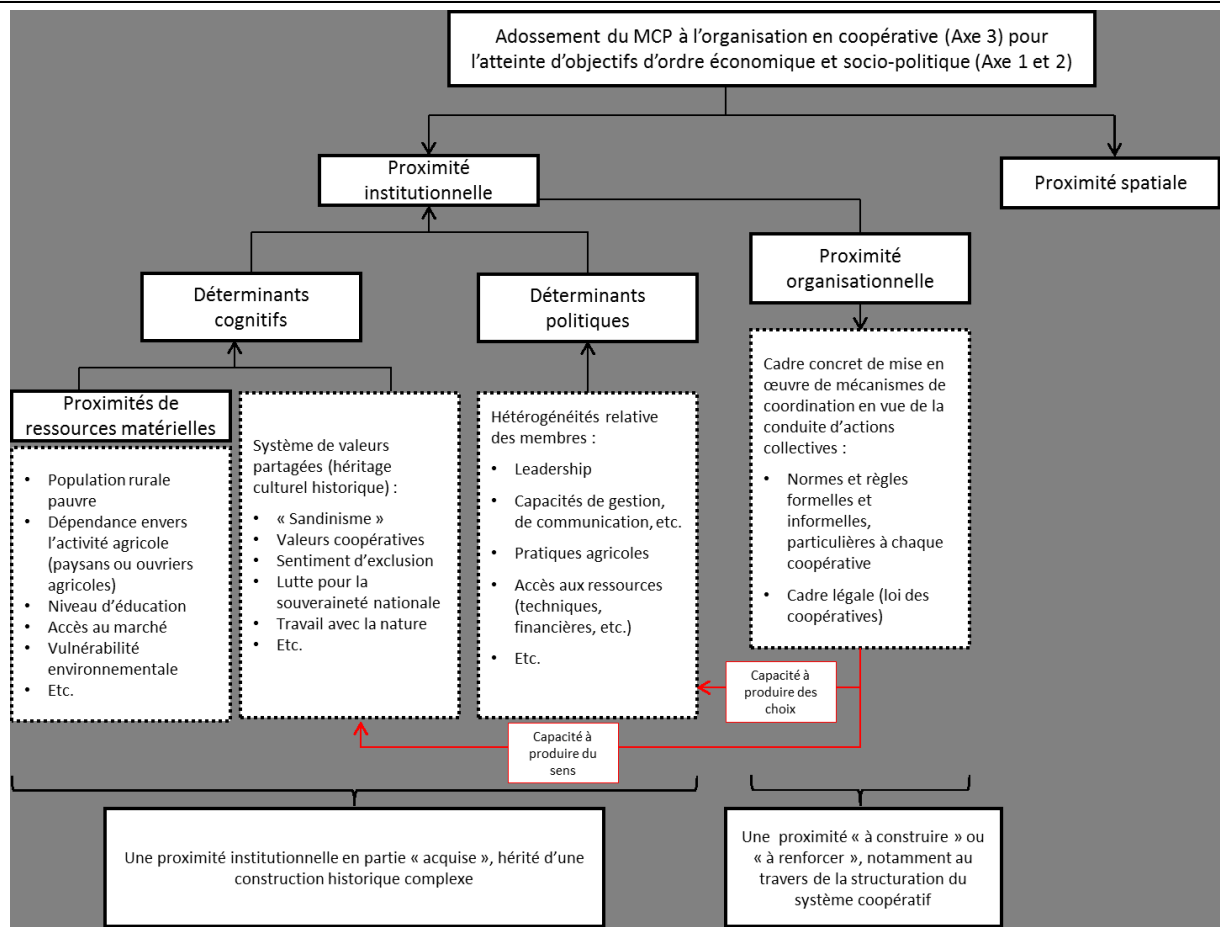 Adossement du MCP à l'organisation en coopérative (Axe 3) pour
l'atteinte d'objectifs d'ordre économique et socio-politique (Axe 1 et 2)
Proximité
institutionnelle
Proximité spatiale
Proximité
organisationnelle
Déterminants
cognitifs
Déterminants
politiques
Proximités de
ressources matérielles
• Population rurale
pauvre
• Dépendance envers
l'activité agricole
(paysans ou ouvriers
agricoles)
• Niveau d'éducation
• Accès au marché
• Vulnérabilité
environnementale
• Etc.
Système de valeurs
partagées (héritage
culturel historique) :
• « Sandinisme »
• Valeurs coopératives
• Sentiment d'exclusion
• Lutte pour la
souveraineté nationale
• Travail avec la nature
• Etc.
Hétérogénéités relative
des membres :
• Leadership
• Capacités de gestion,
de communication, etc.
• Pratiques agricoles
• Accès aux ressources
(techniques,
financières, etc.)
• Etc.
Cadre concret de mise en
œuvre de mécanismes de
coordination en vue de la
conduite d'actions
collectives :
• Normes et règles
formelles et
informelles,
particulières à chaque
coopérative
• Cadre légale (loi des
coopératives)
Capacité à
produire des
choix
Capacité à
produire du
sens
Une proximité institutionnelle en partie « acquise », hérité d'une
construction historique complexe
Une proximité « à construire » ou
« à renforcer », notamment au
travers de la structuration du
système coopératif